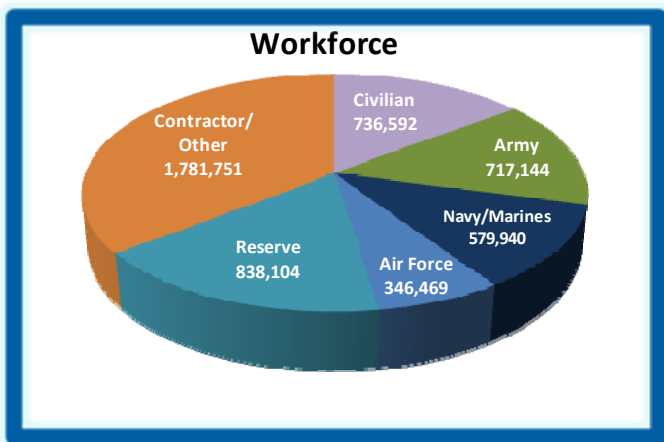 Workforce
Civilian
736,592
Army
717,144
Navy/Marines
579,940
Air Force
346,469
Reserve
838,104
Contractor/
Other
1,781,751